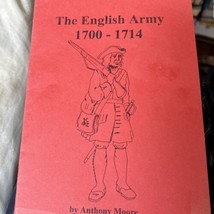 The English Army
1700 - 1714
by Anthony Moore